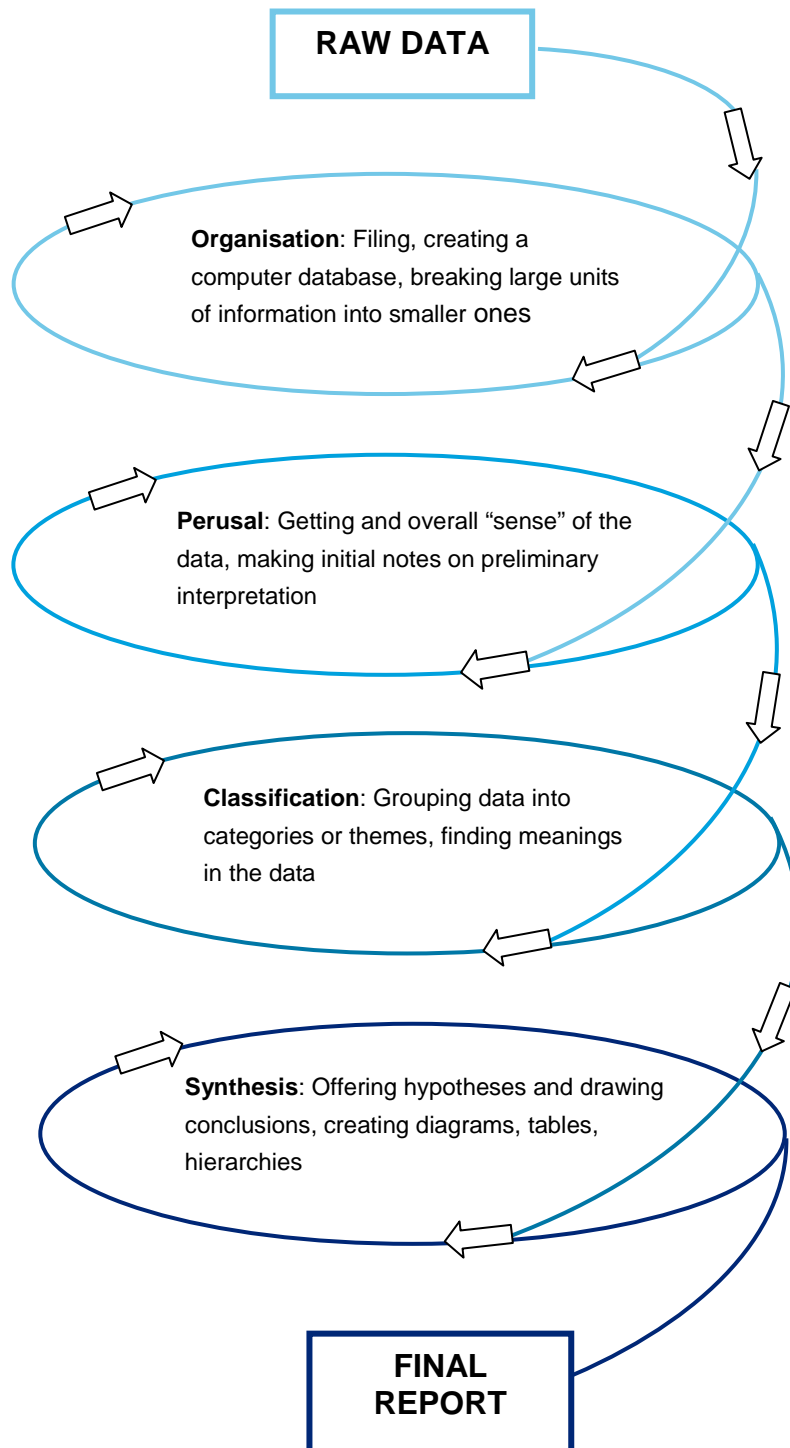 RAW DATA
Organisation: Filing, creating a
computer database, breaking large units
of information into smaller ones
Perusal: Getting and overall “sense” of the
data, making initial notes on preliminary
interpretation
Classification: Grouping data into
categories or themes, finding meanings
in the data
Synthesis: Offering hypotheses and drawing
conclusions, creating diagrams, tables,
hierarchies
FINAL
REPORT